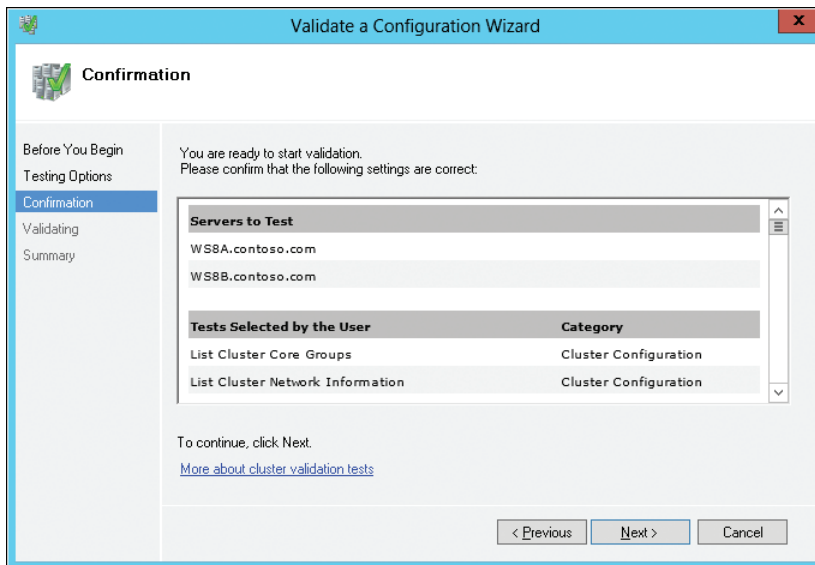 Validate a Configuration Wizard
x
Confirmation
Before You Begin
Testing Options
Confirmation
Validating
Summary
You are ready to start validation.
Please confirm that the following settings are correct:
Servers to Test
WS8A.contoso.com
WS8B.contoso.com
Tests Selected by the User Category
List Cluster Core Groups Cluster Configuration
List Cluster Network Information Cluster Configuration
To continue, click Next.
More about cluster validation tests
< Previous Next > Cancel